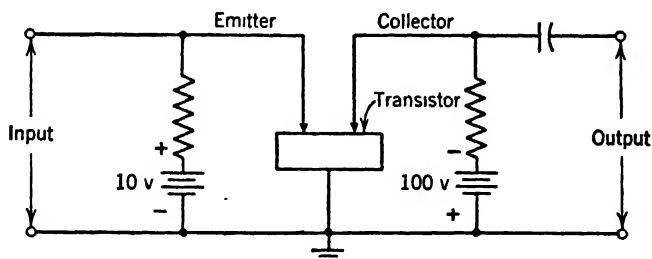 Emitter
Collector
Transistor
Input
+
10 v
−
−
100 v
+
Output